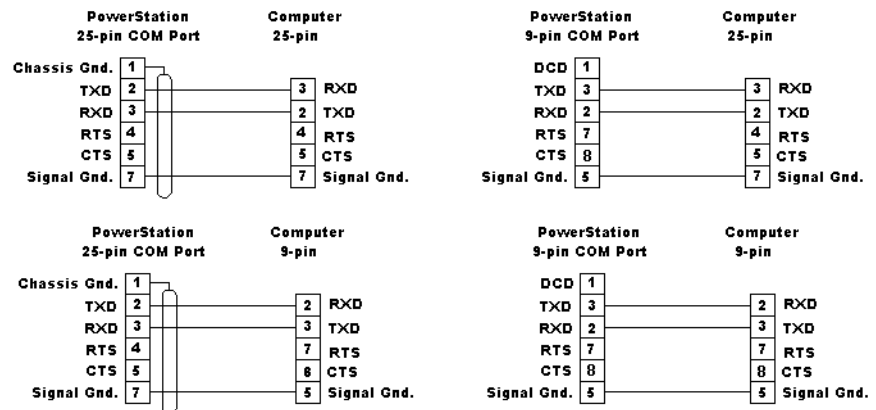 PowerStation Computer
25-pin COM Port 25-pin
Chassis Gnd. 1
TXD 2 3 RXD
RXD 3 2 TXD
RTS 4 4 RTS
CTS 5 5 CTS
Signal Gnd. 7 7 Signal Gnd.
PowerStation Computer
9-pin COM Port 25-pin
DCD 1
TXD 3 3 RXD
RXD 2 2 TXD
RTS 7 4 RTS
CTS 8 5 CTS
Signal Gnd. 5 7 Signal Gnd.
PowerStation Computer
25-pin COM Port 9-pin
Chassis Gnd. 1
TXD 2 2 RXD
RXD 3 3 TXD
RTS 4 7 RTS
CTS 5 CTS
Signal Gnd. 7 5 Signal Gnd.
PowerStation Computer
9-pin COM Port 9-pin
DCD 1
TXD 3 2 RXD
RXD 2 3 TXD
RTS 7 7 RTS
CTS 8 8 CTS
Signal Gnd. 5 5 Signal Gnd.